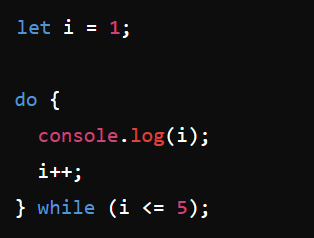 let i = 1;
do {
  console.log(i);
  i++;
} while (i <= 5);